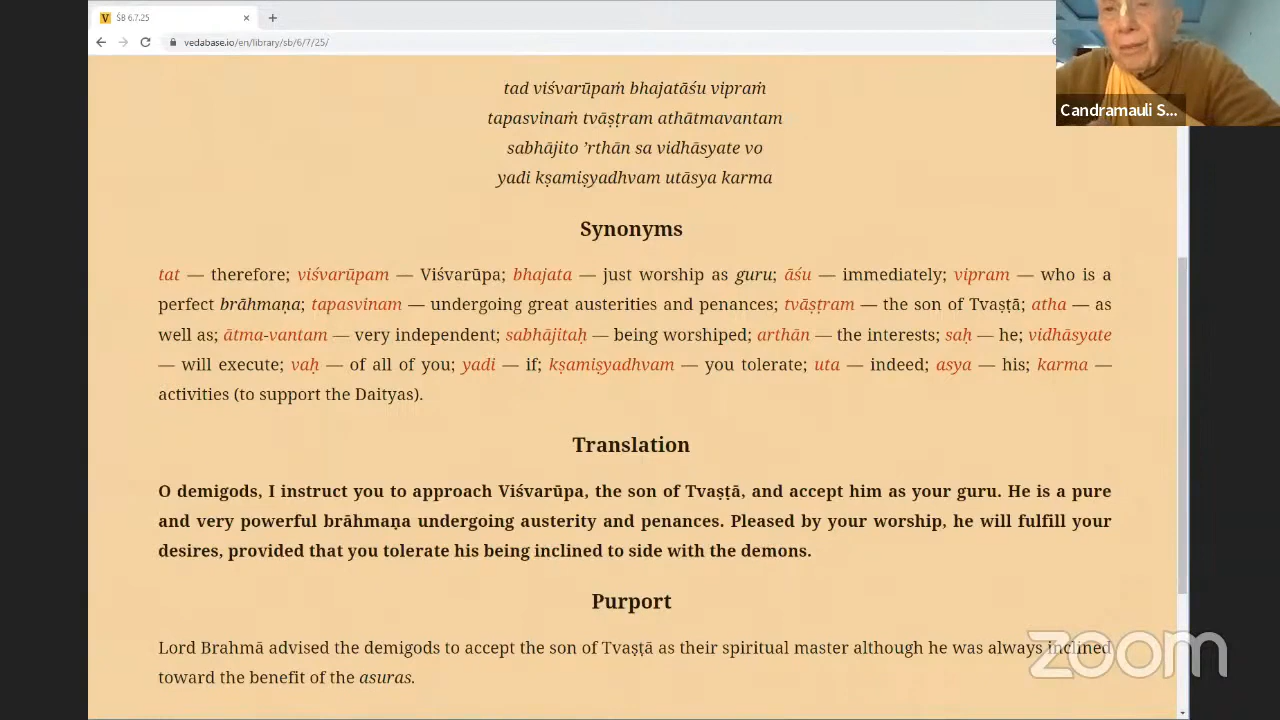 ŚB 6.7.25
vedabase.io/en/library/sb/6/7/25/
Candramauli S...
tad viśvarūpaṁ bhajatāśu vipraṁ
tapasvinaṁ tvāṣṭram athātmavantam
sabhājito ’rthān sa vidhāsyate vo
yadi kṣamiṣyadhvam utāsya karma
Synonyms
tat — therefore; viśvarūpam — Viśvarūpa; bhajata — just worship as guru; āśu — immediately; vipram — who is a
perfect brāhmaṇa; tapasvinam — undergoing great austerities and penances; tvāṣṭram — the son of Tvaṣṭā; atha — as
well as; ātma-vantam — very independent; sabhājitaḥ — being worshiped; arthān — the interests; saḥ — he; vidhāsyate
— will execute; vaḥ — of all of you; yadi — if; kṣamiṣyadhvam — you tolerate; uta — indeed; asya — his; karma —
activities (to support the Daityas).
Translation
O demigods, I instruct you to approach Viśvarūpa, the son of Tvaṣṭā, and accept him as your guru. He is a pure
and very powerful brāhmaṇa undergoing austerity and penances. Pleased by your worship, he will fulfill your
desires, provided that you tolerate his being inclined to side with the demons.
Purport
Lord Brahmā advised the demigods to accept the son of Tvaṣṭā as their spiritual master although he was always inclined
toward the benefit of the asuras.
zoom